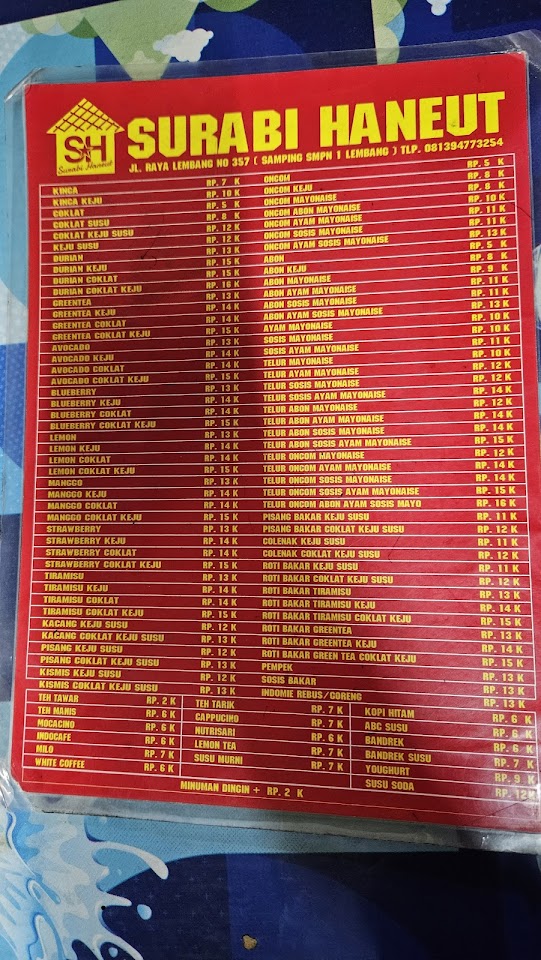 S+H
Surabi Haneut
SURABI HANEUT
JL. RAYA LEMBANG NO 357 ( SAMPING SMPN 1 LEMBANG ) TLP. 081394773254
KINCA RP. 7 K
KINCA KEJU RP. 10 K
COKLAT RP. 5 K
COKLAT SUSU RP. 8 K
COKLAT KEJU SUSU RP. 12 K
KEJU SUSU RP. 12 K
DURIAN RP. 13 K
DURIAN KEJU RP. 15 K
DURIAN COKLAT RP. 15 K
DURIAN COKLAT KEJU RP. 16 K
GREENTEA RP. 13 K
GREENTEA KEJU RP. 14 K
GREENTEA COKLAT RP. 14 K
GREENTEA COKLAT KEJU RP. 15 K
AVOCADO RP. 13 K
AVOCADO KEJU RP. 14 K
AVOCADO COKLAT RP. 14 K
AVOCADO COKLAT KEJU RP. 15 K
BLUEBERRY RP. 13 K
BLUEBERRY KEJU RP. 14 K
BLUEBERRY COKLAT RP. 14 K
BLUEBERRY COKLAT KEJU RP. 15 K
LEMON RP. 13 K
LEMON KEJU RP. 14 K
LEMON COKLAT RP. 14 K
LEMON COKLAT KEJU RP. 15 K
MANGGO RP. 13 K
MANGGO KEJU RP. 14 K
MANGGO COKLAT RP. 14 K
MANGGO COKLAT KEJU RP. 15 K
STRAWBERRY RP. 13 K
STRAWBERRY KEJU RP. 14 K
STRAWBERRY COKLAT RP. 14 K
STRAWBERRY COKLAT KEJU RP. 15 K
TIRAMISU RP. 13 K
TIRAMISU KEJU RP. 14 K
TIRAMISU COKLAT RP. 14 K
TIRAMISU COKLAT KEJU RP. 15 K
KACANG KEJU SUSU RP. 12 K
KACANG COKLAT KEJU SUSU RP. 13 K
PISANG KEJU SUSU RP. 12 K
PISANG COKLAT KEJU SUSU RP. 13 K
KISMIS KEJU SUSU RP. 12 K
KISMIS COKLAT KEJU SUSU RP. 13 K
ONCOM RP. 5 K
ONCOM KEJU RP. 8 K
ONCOM MAYONAISE RP. 8 K
ONCOM ABON MAYONAISE RP. 10 K
ONCOM AYAM MAYONAISE RP. 11 K
ONCOM SOSIS MAYONAISE RP. 11 K
ONCOM AYAM SOSIS MAYONAISE RP. 13 K
ABON RP. 5 K
ABON KEJU RP. 8 K
ABON MAYONAISE RP. 9 K
ABON AYAM MAYONAISE RP. 11 K
ABON SOSIS MAYONAISE RP. 11 K
ABON AYAM SOSIS MAYONAISE RP. 13 K
AYAM MAYONAISE RP. 10 K
SOSIS MAYONAISE RP. 10 K
SOSIS AYAM MAYONAISE RP. 11 K
TELUR MAYONAISE RP. 10 K
TELUR AYAM MAYONAISE RP. 12 K
TELUR SOSIS MAYONAISE RP. 12 K
TELUR SOSIS AYAM MAYONAISE RP. 14 K
TELUR ABON MAYONAISE RP. 12 K
TELUR ABON AYAM MAYONAISE RP. 14 K
TELUR ABON SOSIS MAYONAISE RP. 14 K
TELUR ABON SOSIS AYAM MAYONAISE RP. 15 K
TELUR ONCOM MAYONAISE RP. 12 K
TELUR ONCOM AYAM MAYONAISE RP. 14 K
TELUR ONCOM SOSIS MAYONAISE RP. 14 K
TELUR ONCOM SOSIS AYAM MAYONAISE RP. 15 K
TELUR ONCOM ABON AYAM SOSIS MAYO RP. 16 K
PISANG BAKAR KEJU SUSU RP. 11 K
PISANG BAKAR COKLAT KEJU SUSU RP. 12 K
COLENAK KEJU SUSU RP. 11 K
COLENAK COKLAT KEJU SUSU RP. 12 K
ROTI BAKAR KEJU SUSU RP. 11 K
ROTI BAKAR COKLAT KEJU SUSU RP. 12 K
ROTI BAKAR TIRAMISU RP. 13 K
ROTI BAKAR TIRAMISU KEJU RP. 14 K
ROTI BAKAR TIRAMISU COKLAT KEJU RP. 15 K
ROTI BAKAR GREENTEA RP. 13 K
ROTI BAKAR GREENTEA KEJU RP. 14 K
ROTI BAKAR GREEN TEA COKLAT KEJU RP. 15 K
PEMPEK RP. 13 K
SOSIS BAKAR RP. 13 K
INDOMIE REBUS/GORENG RP. 13 K
TEH TAWAR RP. 2 K
TEH MANIS RP. 6 K
MOCACINO RP. 6 K
INDOCAFE RP. 6 K
MILO RP. 7 K
WHITE COFFEE RP. 6 K
TEH TARIK RP. 7 K
CAPPUCINO RP. 7 K
NUTRISARI RP. 6 K
LEMON TEA RP. 7 K
SUSU MURNI RP. 7 K
KOPI HITAM RP. 6 K
ABC SUSU RP. 6 K
BANDREK RP. 6 K
BANDREK SUSU RP. 7 K
YOUGHURT RP. 9 K
SUSU SODA RP. 12 K
MINUMAN DINGIN + RP. 2 K